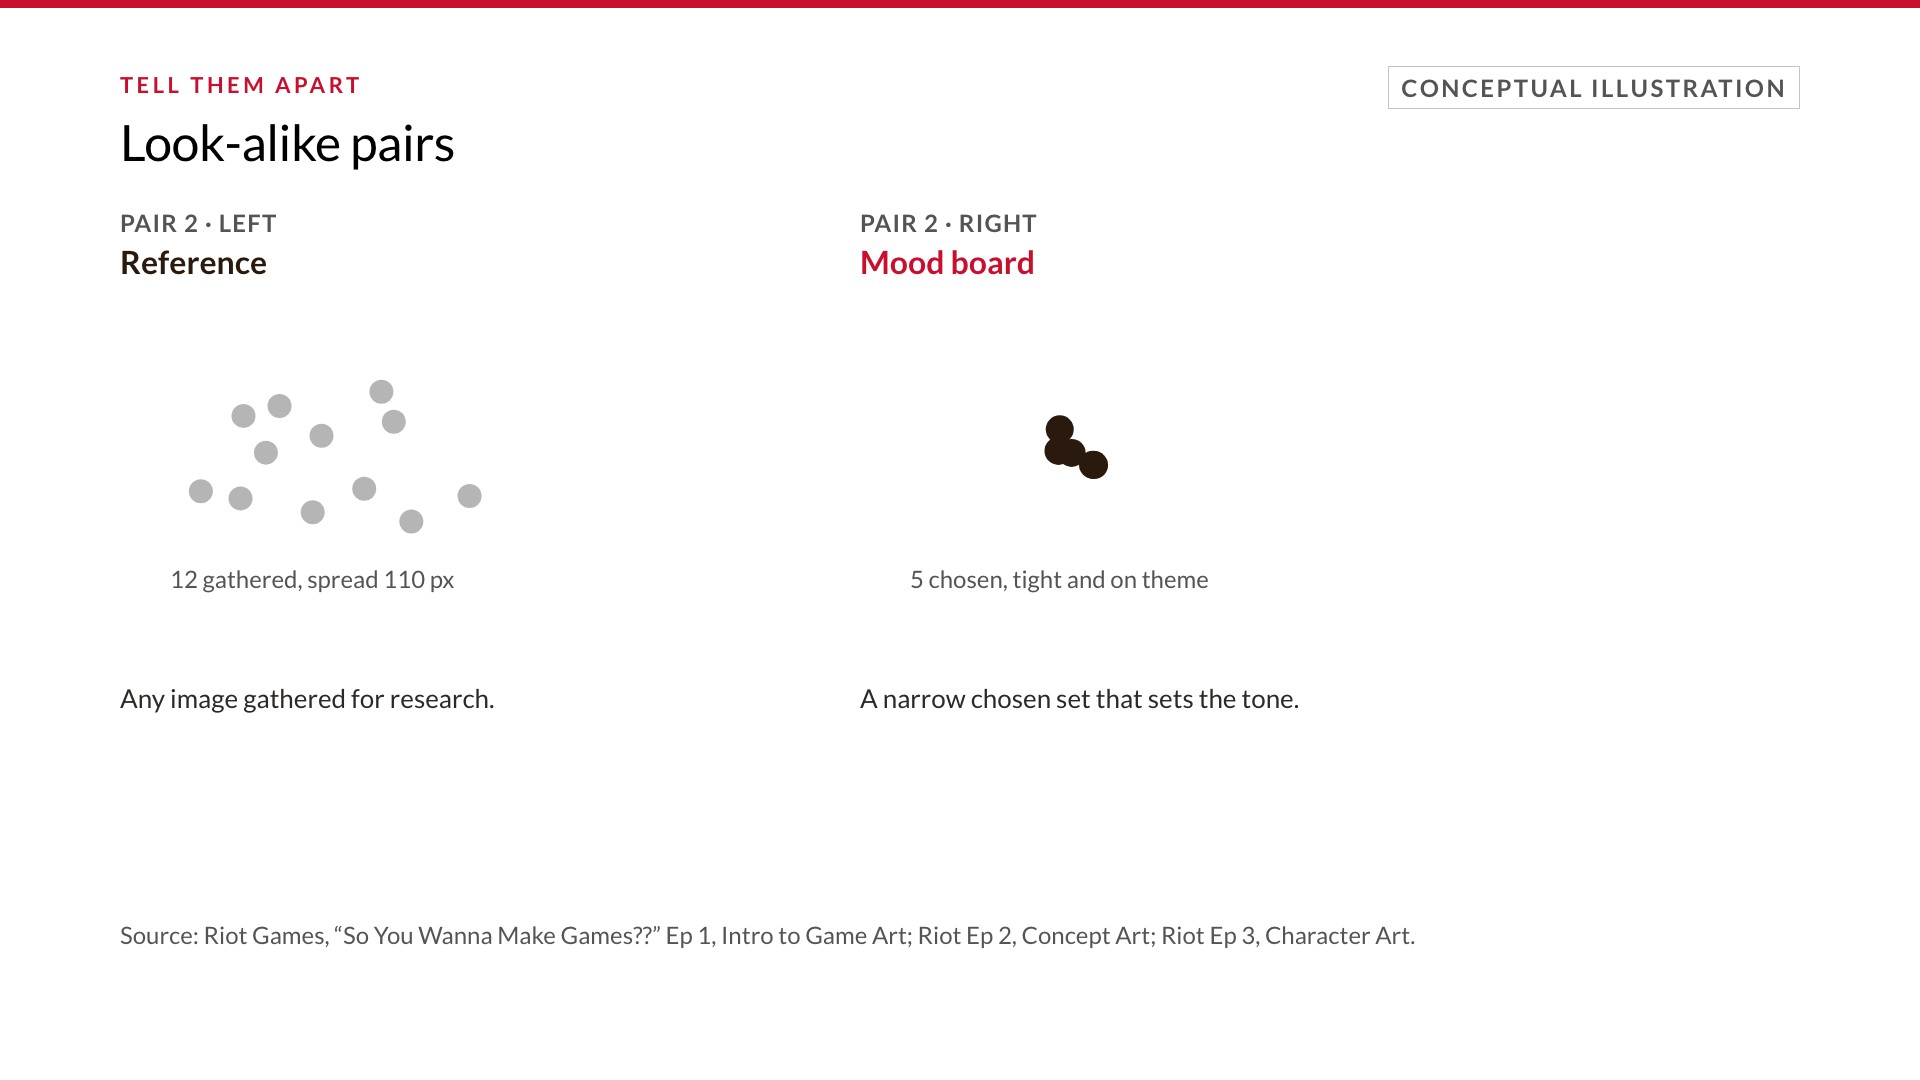 TELL THEM APART
CONCEPTUAL ILLUSTRATION
Look-alike pairs
PAIR 2 · LEFT
Reference
PAIR 2 · RIGHT
Mood board
12 gathered, spread 110 px
5 chosen, tight and on theme
Any image gathered for research.
A narrow chosen set that sets the tone.
Source: Riot Games, “So You Wanna Make Games??” Ep 1, Intro to Game Art; Riot Ep 2, Concept Art; Riot Ep 3, Character Art.